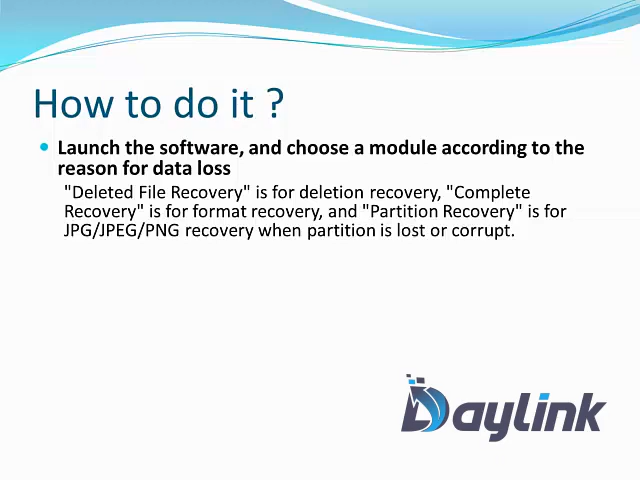 How to do it ?
Launch the software, and choose a module according to the
reason for data loss
"Deleted File Recovery" is for deletion recovery, "Complete
Recovery" is for format recovery, and "Partition Recovery" is for
JPG/JPEG/PNG recovery when partition is lost or corrupt.
Daylink